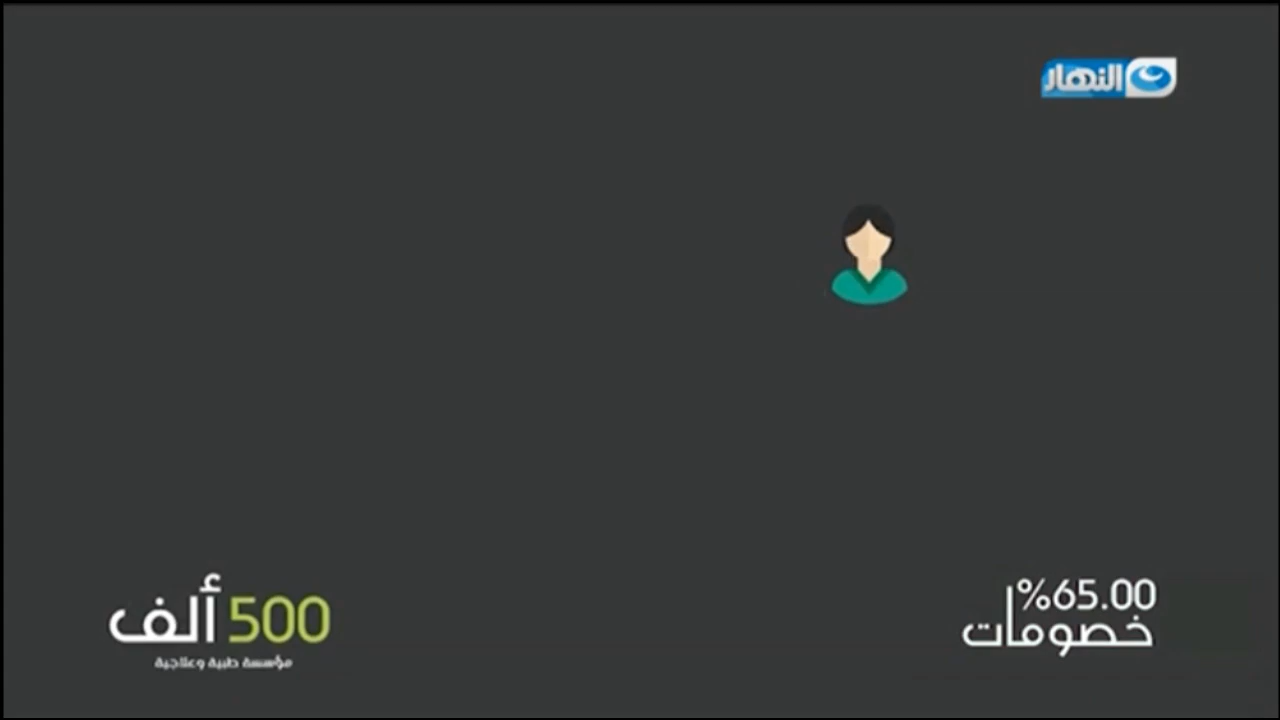 النهار
%65.00
خصومات
500 ألف
مؤسسة طبية وعلاجية